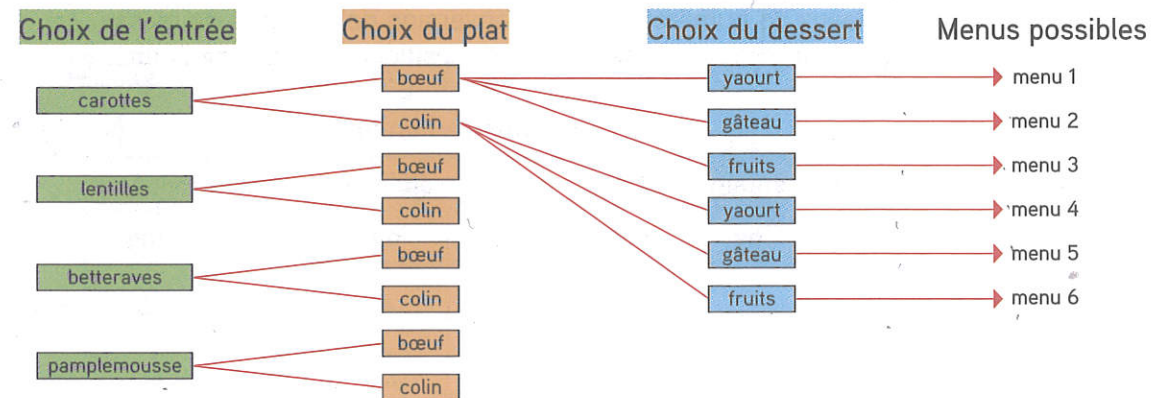 Choix de l'entrée Choix du plat Choix du dessert Menus possibles
bœuf yaourt menu 1
carottes
colin gâteau menu 2
bœuf fruits menu 3
lentilles
colin yaourt menu 4
bœuf gâteau menu 5
betteraves
colin fruits menu 6
bœuf
pamplemousse
colin